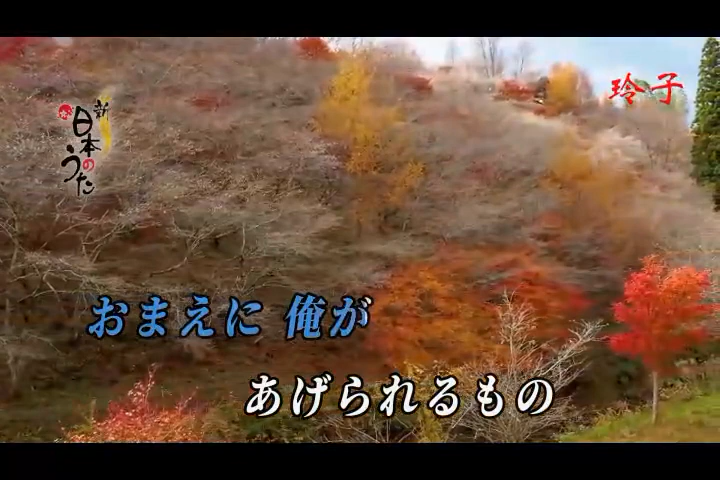 玲子
新・日本のうた
おまえに 俺が
あげられるもの